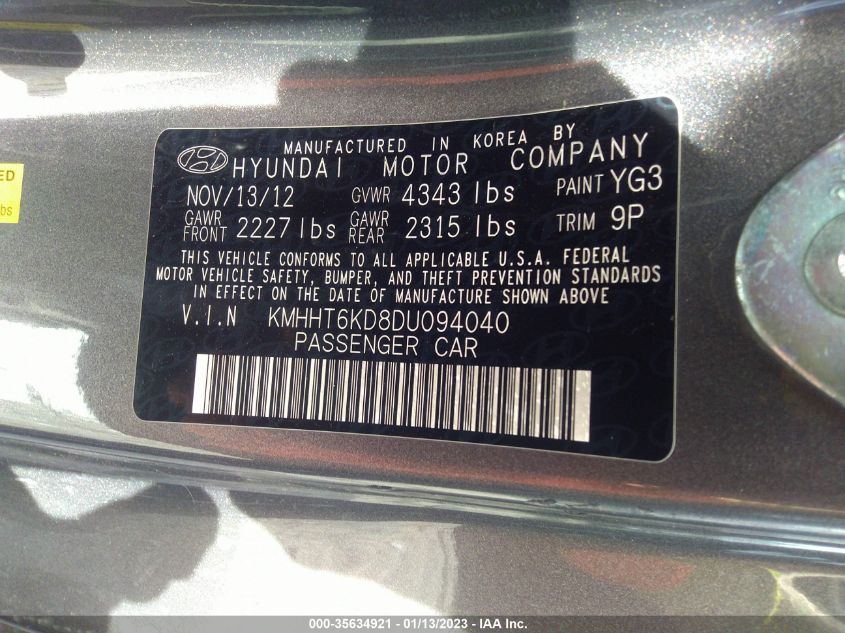 MANUFACTURED IN KOREA BY
HYUNDAI MOTOR COMPANY
NOV/13/12 GVWR 4343 lbs PAINT YG3
GAWR FRONT 2227 lbs GAWR REAR 2315 lbs TRIM 9P
THIS VEHICLE CONFORMS TO ALL APPLICABLE U.S.A. FEDERAL
MOTOR VEHICLE SAFETY, BUMPER, AND THEFT PREVENTION STANDARDS
IN EFFECT ON THE DATE OF MANUFACTURE SHOWN ABOVE
V.I.N KMHHT6KD8DU094040
PASSENGER CAR
ED
lbs
000-35634921 - 01/13/2023 - IAA Inc.